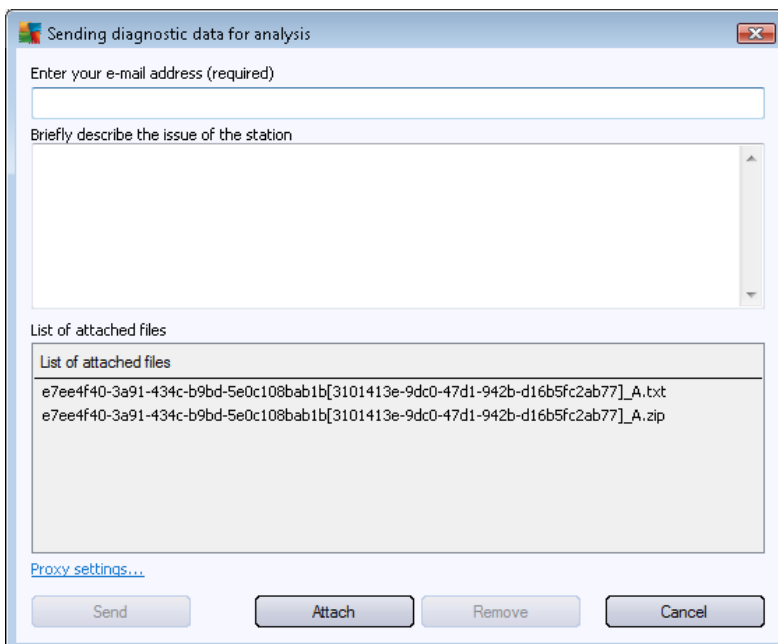 Sending diagnostic data for analysis
Enter your e-mail address (required)
Briefly describe the issue of the station
List of attached files
List of attached files
e7ee4f40-3a91-434c-b9bd-5e0c108bab1b[3101413e-9dc0-47d1-942b-d16b5fc2ab77]_A.txt
e7ee4f40-3a91-434c-b9bd-5e0c108bab1b[3101413e-9dc0-47d1-942b-d16b5fc2ab77]_A.zip
Proxy settings...
Send Attach Remove Cancel